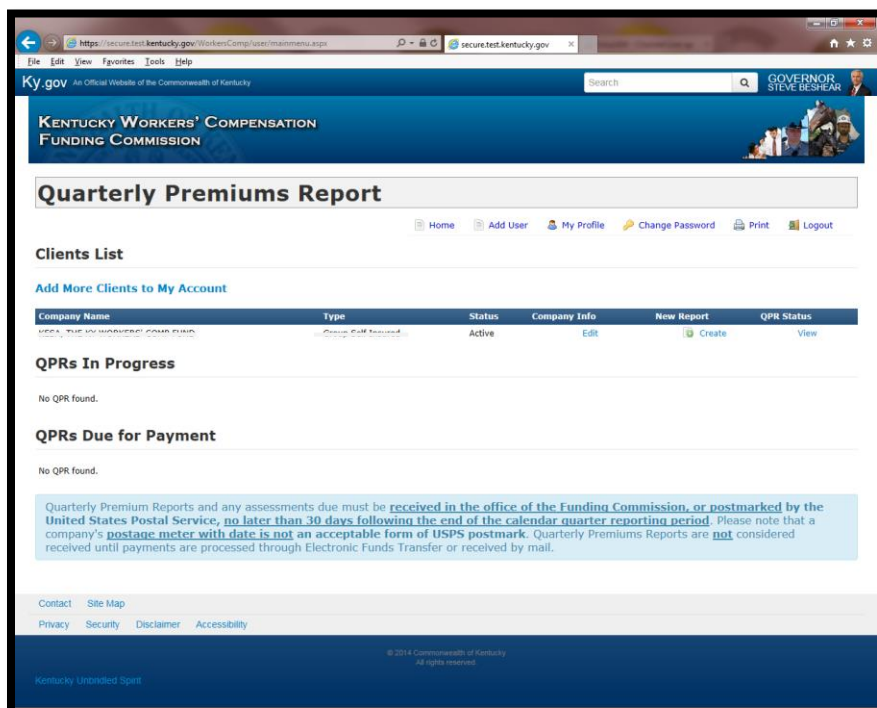 https://secure.test.kentucky.gov/WorkersComp/user/mainmenu.aspx
secure.test.kentucky.gov
File Edit View Favorites Tools Help
Ky.gov An Official Website of the Commonwealth of Kentucky
Search
GOVERNOR
STEVE BESHEAR
KENTUCKY WORKERS' COMPENSATION
FUNDING COMMISSION
Quarterly Premiums Report
Home Add User My Profile Change Password Print Logout
Clients List
Add More Clients to My Account
Company Name Type Status Company Info New Report QPR Status
KESA, THE KY WORKERS' COMP FUND Group Self Insured Active Edit Create View
QPRs In Progress
No QPR found.
QPRs Due for Payment
No QPR found.
Quarterly Premium Reports and any assessments due must be received in the office of the Funding Commission, or postmarked by the
United States Postal Service, no later than 30 days following the end of the calendar quarter reporting period. Please note that a
company's postage meter with date is not an acceptable form of USPS postmark. Quarterly Premiums Reports are not considered
received until payments are processed through Electronic Funds Transfer or received by mail.
Contact Site Map
Privacy Security Disclaimer Accessibility
© 2014 Commonwealth of Kentucky
All rights reserved.
Kentucky Unbridled Spirit